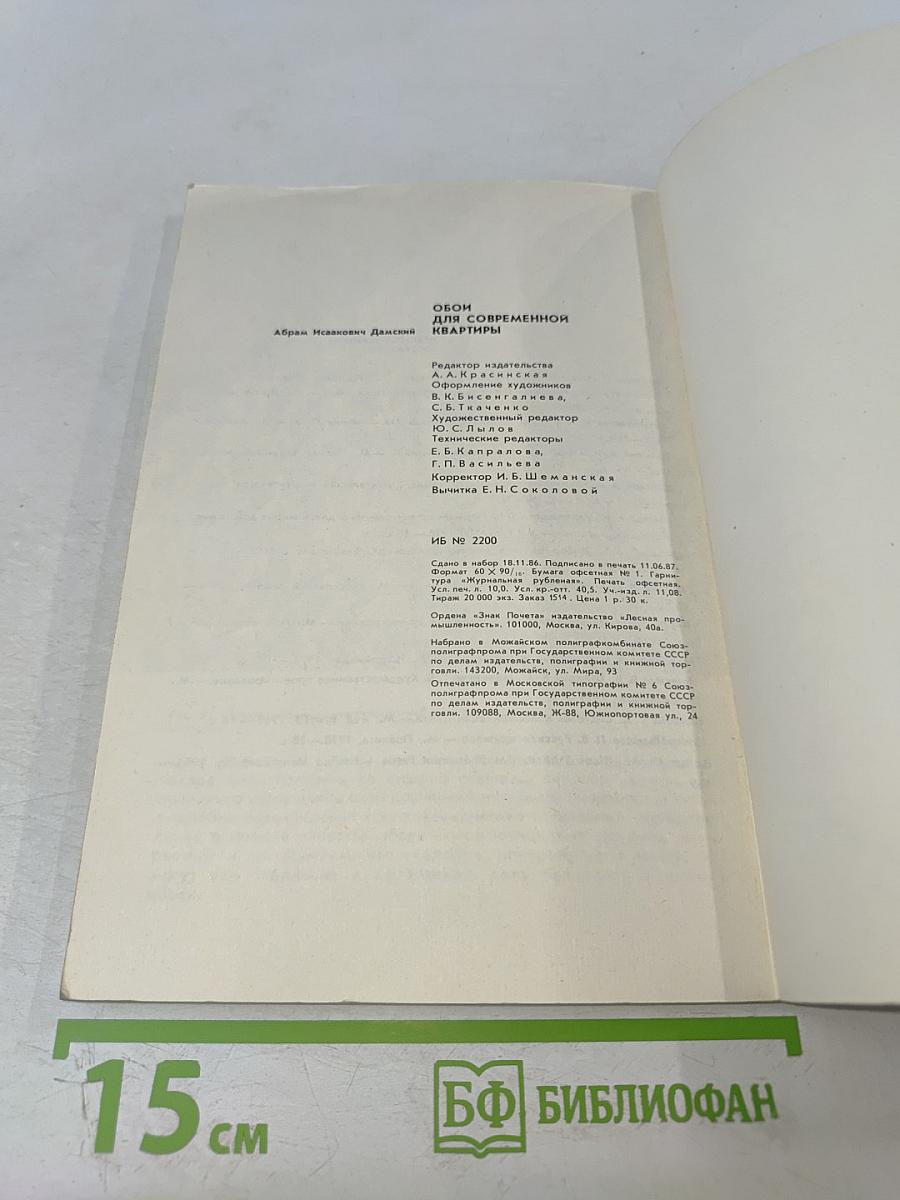 ОБОИ
ДЛЯ СОВРЕМЕННОЙ
Абрам Исаакович Дамский КВАРТИРЫ
Редактор издательства
А. А. Красинская
Оформление художников
В. К. Бисенгалиева,
С. Б. Ткаченко
Художественный редактор
Ю. С. Лылов
Технические редакторы
Е. Б. Капралова,
Г. П. Васильева
Корректор И. Б. Шеманская
Вычитка Е. Н. Соколовой
ИБ № 2200
Сдано в набор 18.11.86. Подписано в печать 11.06.87.
Формат 60 × 90/16. Бумага офсетная № 1. Гарни-
тура «Журнальная рубленая». Печать офсетная.
Усл. печ. л. 10,0. Усл. кр.-отт. 40,5. Уч.-изд. л. 11,08.
Тираж 20 000 экз. Заказ 1514. Цена 1 р. 30 к.
Ордена «Знак Почета» издательство «Лесная про-
мышленность». 101000, Москва, ул. Кирова, 40а.
Набрано в Можайском полиграфкомбинате Союз-
полиграфпрома при Государственном комитете СССР
по делам издательств, полиграфии и книжной тор-
говли. 143200, Можайск, ул. Мира, 93
Отпечатано в Московской типографии № 6 Союз-
полиграфпрома при Государственном комитете СССР
по делам издательств, полиграфии и книжной тор-
говли. 109088, Москва, Ж-88, Южнопортовая ул., 24
15 см
БФ БИБЛИОФАН